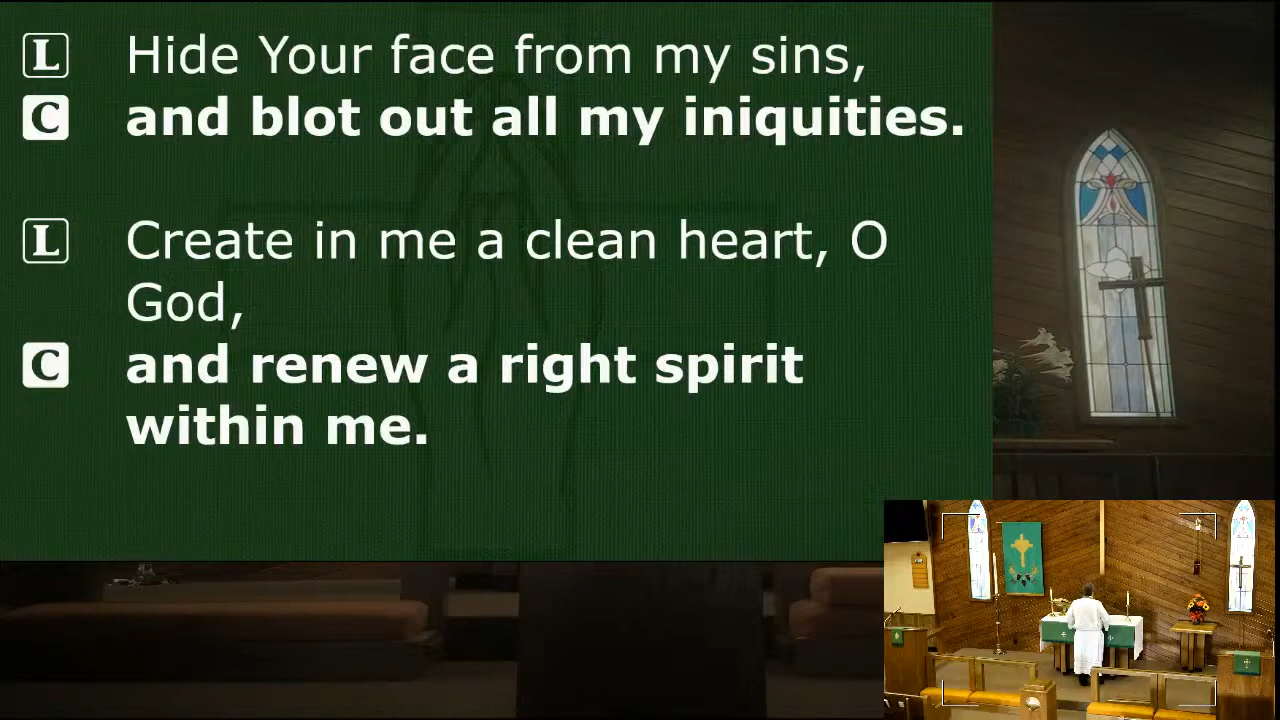 L Hide Your face from my sins,
C and blot out all my iniquities.
L Create in me a clean heart, O
God,
C and renew a right spirit
within me.